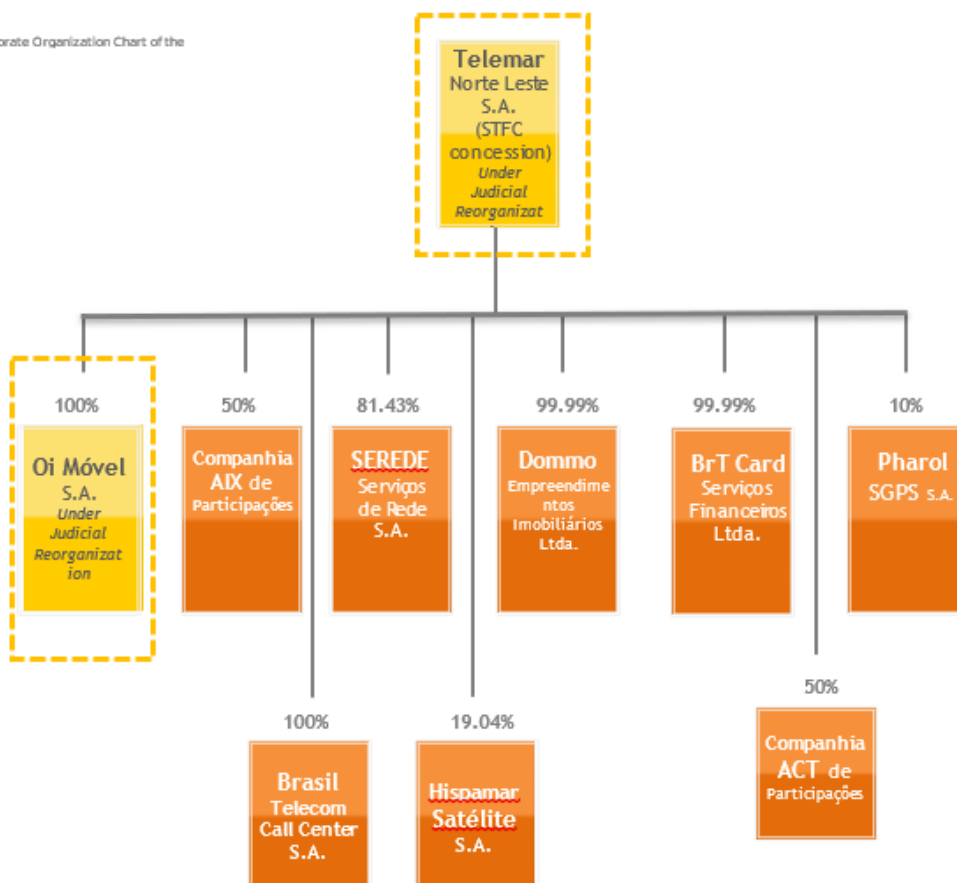 orate Organization Chart of the
Telemar
Norte Leste
S.A.
(STFC
concession)
Under
Judicial
Reorganizat
100%
50%
81.43%
99.99%
99.99%
10%
Oi Móvel
S.A.
Under
Judicial
Reorganizat
ion
Companhia
AIX de
Participações
SEREDE
Serviços
de Rede
S.A.
Dommo
Empreendime
ntos
Imobiliários
Ltda.
BrT Card
Serviços
Financeiros
Ltda.
Pharol
SGPS S.A.
100%
19.04%
50%
Brasil
Telecom
Call Center
S.A.
Hispamar
Satélite
S.A.
Companhia
ACT de
Participações